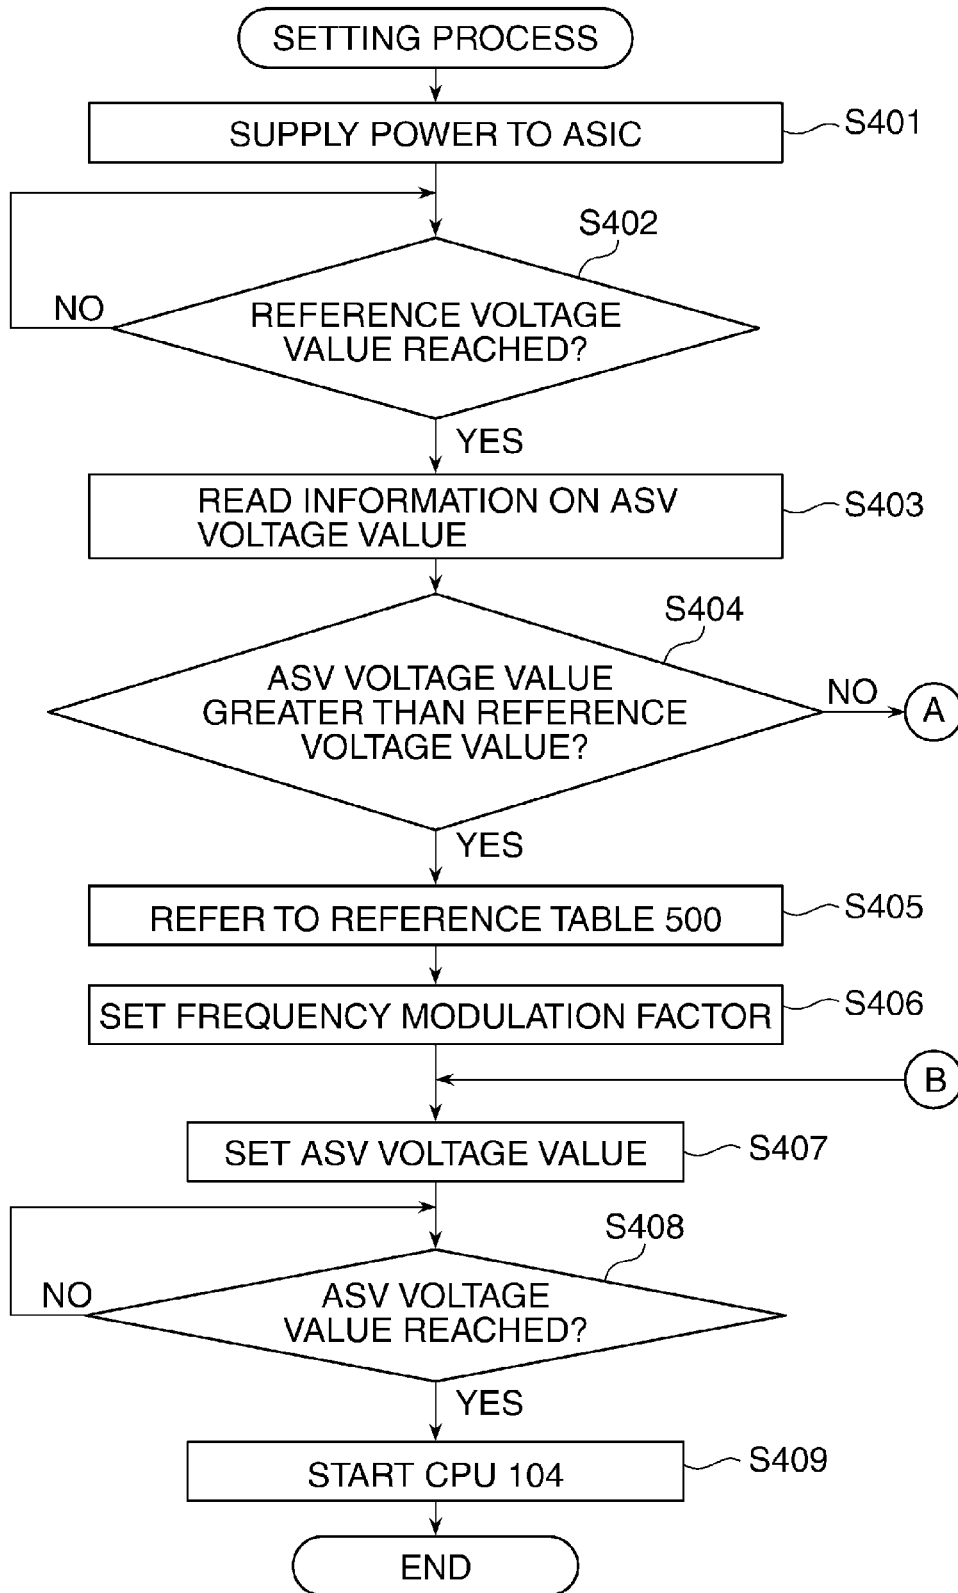 SETTING PROCESS
SUPPLY POWER TO ASIC
S401
S402
NO
REFERENCE VOLTAGE
VALUE REACHED?
YES
READ INFORMATION ON ASV
VOLTAGE VALUE
S403
S404
ASV VOLTAGE VALUE
GREATER THAN REFERENCE
VOLTAGE VALUE?
NO
A
YES
REFER TO REFERENCE TABLE 500
S405
SET FREQUENCY MODULATION FACTOR
S406
B
SET ASV VOLTAGE VALUE
S407
S408
NO
ASV VOLTAGE
VALUE REACHED?
YES
START CPU 104
S409
END